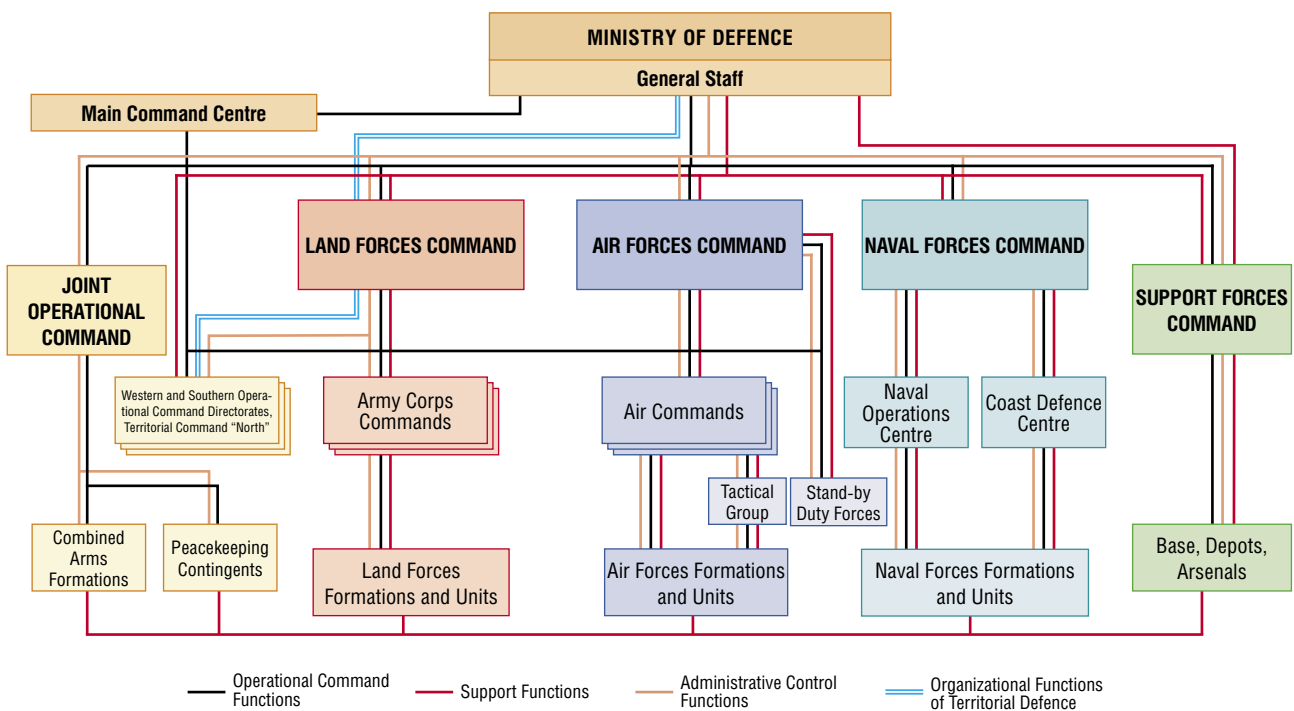 MINISTRY OF DEFENCE
General Staff
Main Command Centre
LAND FORCES COMMAND
AIR FORCES COMMAND
NAVAL FORCES COMMAND
JOINT
OPERATIONAL
COMMAND
SUPPORT FORCES
COMMAND
Western and Southern Opera-
tional Command Directorates,
Territorial Command “North”
Army Corps
Commands
Air Commands
Naval
Operations
Centre
Coast Defence
Centre
Tactical
Group
Stand-by
Duty Forces
Combined
Arms
Formations
Peacekeeping
Contingents
Land Forces
Formations and Units
Air Forces Formations
and Units
Naval Forces Formations
and Units
Base, Depots,
Arsenals
Operational Command
Functions
Support Functions
Administrative Control
Functions
Organizational Functions
of Territorial Defence